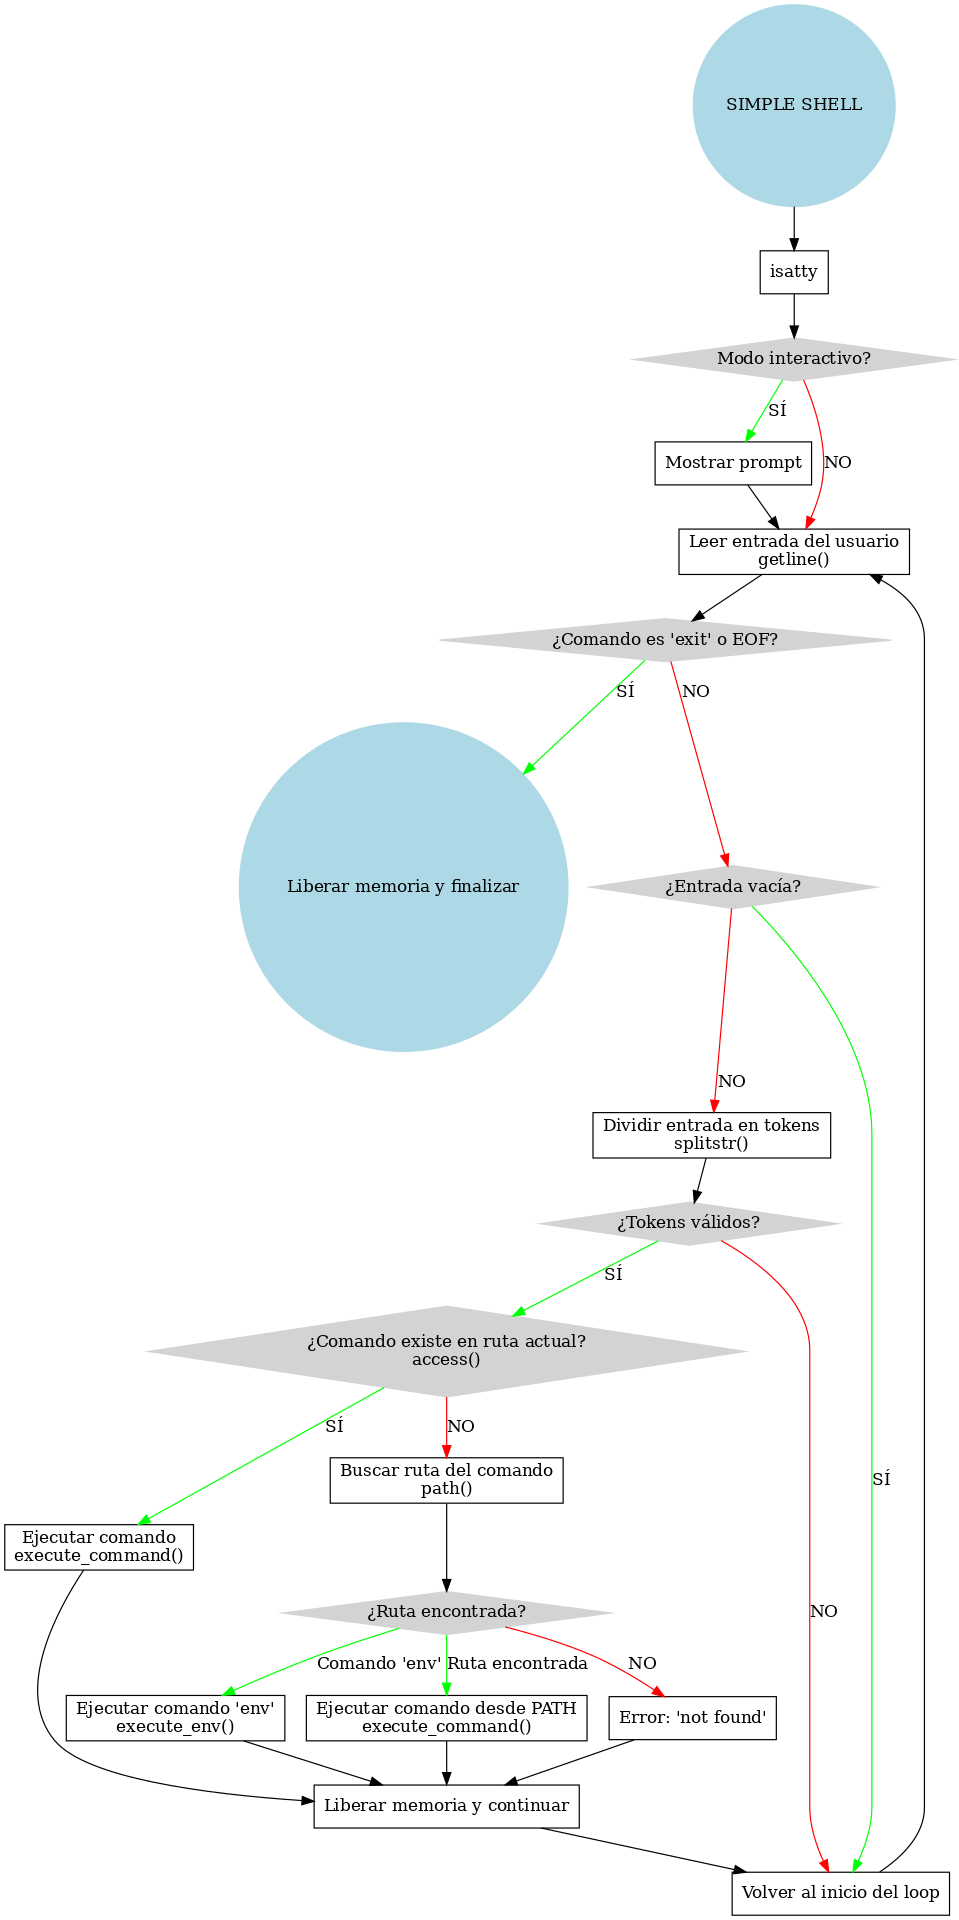 SIMPLE SHELL
isatty
Modo interactivo?
SÍ
NO
Mostrar prompt
Leer entrada del usuario
getline()
¿Comando es 'exit' o EOF?
SÍ
NO
Liberar memoria y finalizar
¿Entrada vacía?
NO
Dividir entrada en tokens
splitstr()
¿Tokens válidos?
SÍ
¿Comando existe en ruta actual?
access()
SÍ
NO
Buscar ruta del comando
path()
SÍ
Ejecutar comando
execute_command()
¿Ruta encontrada?
NO
Comando 'env'
Ruta encontrada
NO
Ejecutar comando 'env'
execute_env()
Ejecutar comando desde PATH
execute_command()
Error: 'not found'
Liberar memoria y continuar
Volver al inicio del loop